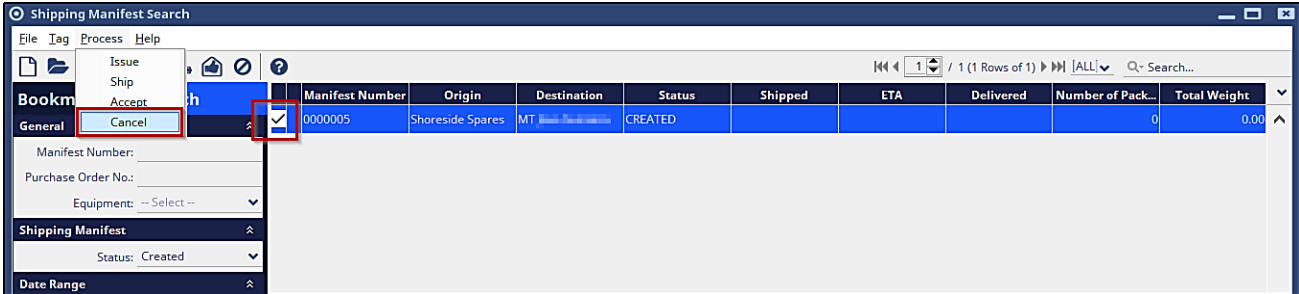 Shipping Manifest Search
File Tag Process Help
Issue
Ship
Accept
Cancel
1 / 1 (1 Rows of 1) [ALL] Search...
Manifest Number Origin Destination Status Shipped ETA Delivered Number of Pack... Total Weight
0000005 Shoreside Spares MT CREATED 0 0.00
General
Manifest Number:
Purchase Order No.:
Equipment: -- Select --
Shipping Manifest
Status: Created
Date Range